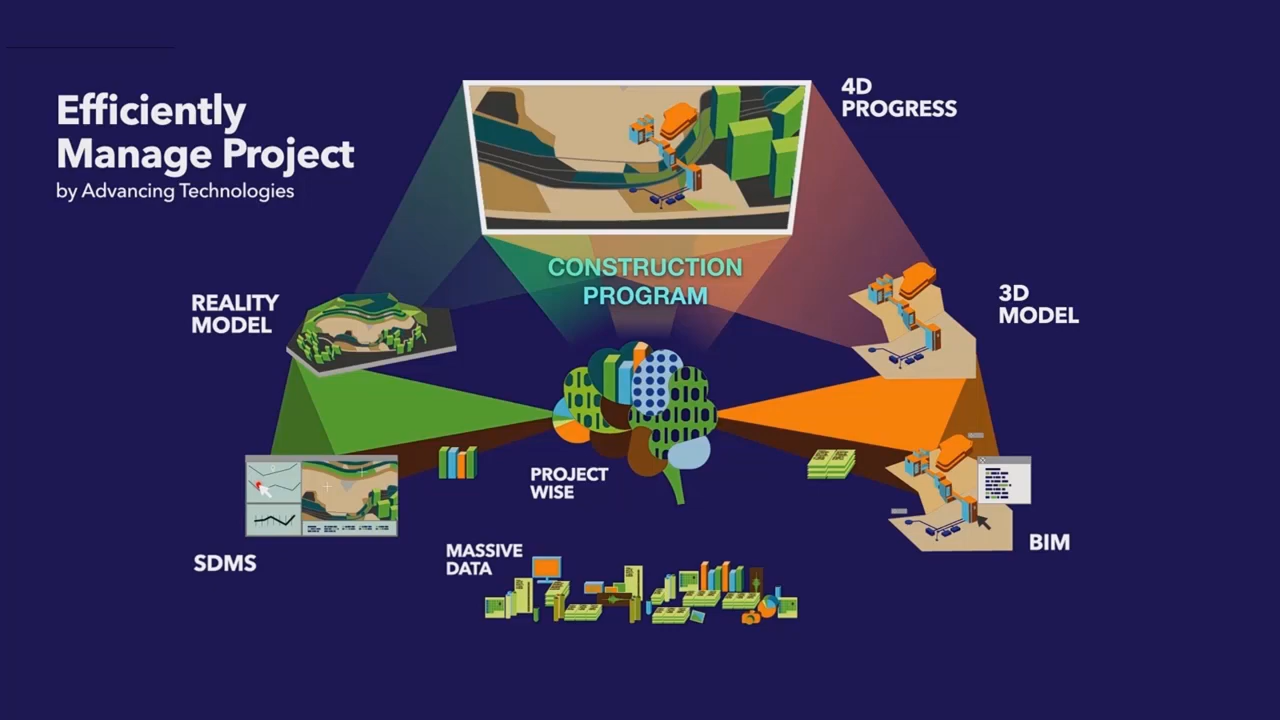 Efficiently
Manage Project
by Advancing Technologies
4D
PROGRESS
CONSTRUCTION
PROGRAM
REALITY
MODEL
3D
MODEL
PROJECT
WISE
SDMS
BIM
MASSIVE
DATA